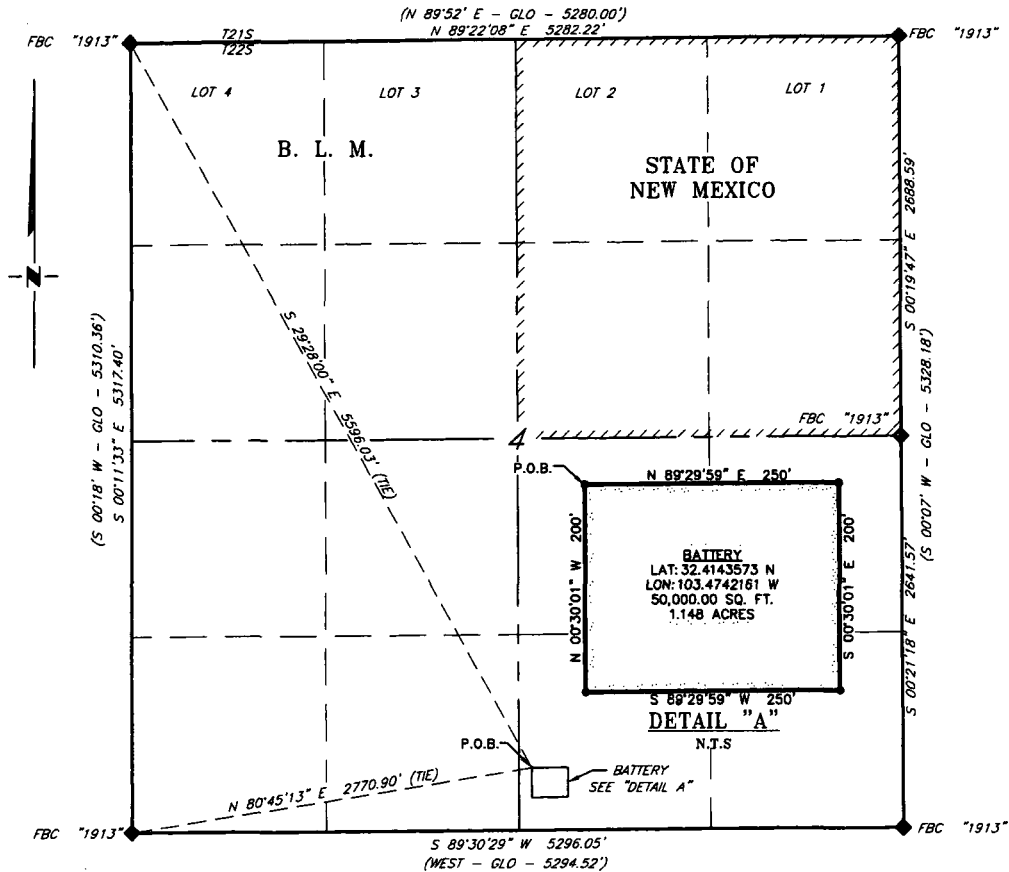 (N 89°52' E - GLO - 5280.00')
N 89°22'08" E 5282.22'
FBC "1913"
T21S
T22S
FBC "1913"
LOT 4
LOT 3
LOT 2
LOT 1
B. L. M.
STATE OF
NEW MEXICO
S 00°19'47" E 2688.59'
N
S 29°28'00" E 5596.03' (TIE)
(S 00°18' W - GLO - 5310.36')
S 00°11'33" E 5317.40'
(S 00°07' W - GLO - 5328.18')
FBC "1913"
4
P.O.B.
N 89°29'59" E 250'
N 00°30'01" W 200'
BATTERY
LAT: 32.4143573 N
LON: 103.4742161 W
50,000.00 SQ. FT.
1.148 ACRES
S 00°30'01" E 200'
S 00°21'18" E 2641.57'
S 89°29'59" W 250'
DETAIL "A"
N.T.S
P.O.B.
BATTERY
SEE "DETAIL A"
N 80°45'13" E 2770.90' (TIE)
FBC "1913"
FBC "1913"
S 89°30'29" W 5296.05'
(WEST - GLO - 5294.52')